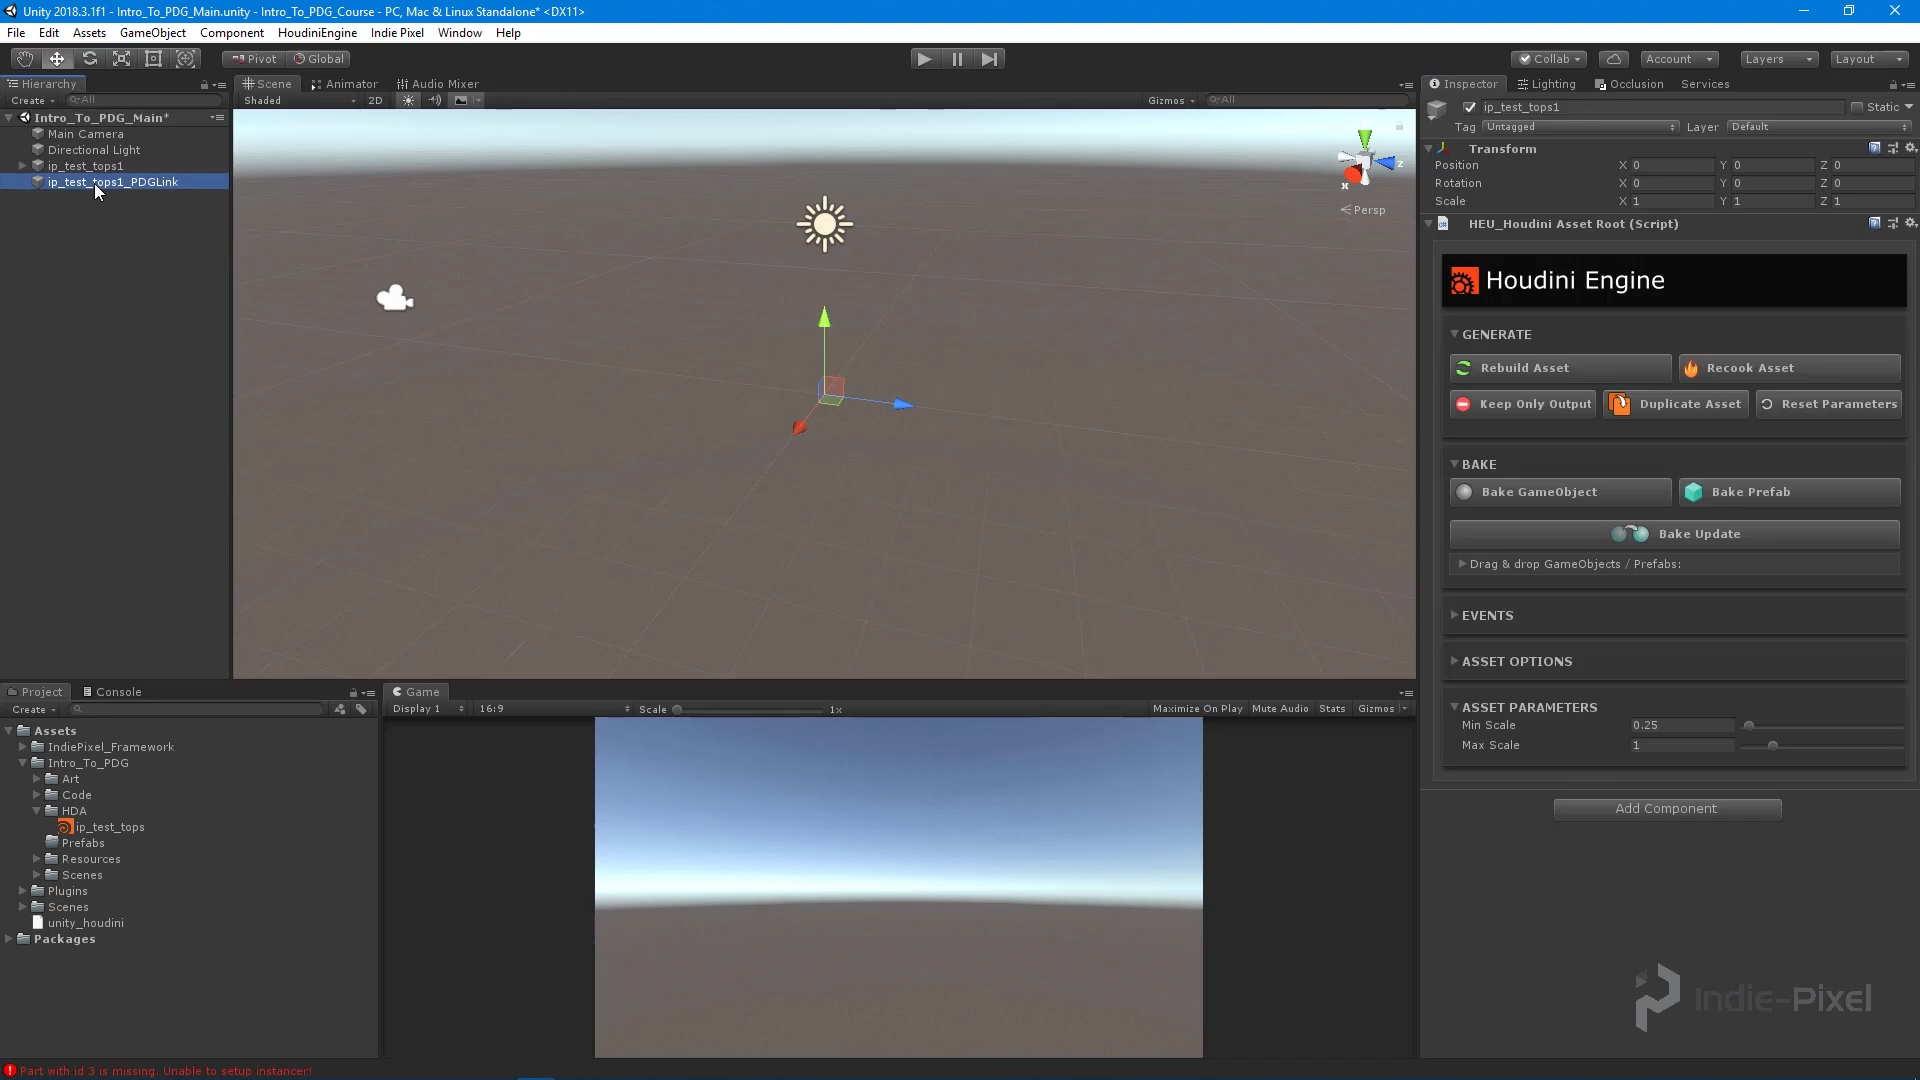 Unity 2018.3.1f1 - Intro_To_PDG_Main.unity - Intro_To_PDG_Course - PC, Mac & Linux Standalone* <DX11>
File Edit Assets GameObject Component HoudiniEngine Indie Pixel Window Help
Pivot Global Collab Account Layers Layout
Hierarchy
Create All
Intro_To_PDG_Main*
Main Camera
Directional Light
ip_test_tops1
ip_test_tops1_PDGLink
Scene Animator Audio Mixer
Shaded 2D Gizmos All
z
x
Persp
Inspector Lighting Occlusion Services
ip_test_tops1 Static
Tag Untagged Layer Default
Transform
Position X 0 Y 0 Z 0
Rotation X 0 Y 0 Z 0
Scale X 1 Y 1 Z 1
HEU_Houdini Asset Root (Script)
Houdini Engine
GENERATE
Rebuild Asset Recook Asset
Keep Only Output Duplicate Asset Reset Parameters
BAKE
Bake GameObject Bake Prefab
Bake Update
Drag & drop GameObjects / Prefabs:
EVENTS
ASSET OPTIONS
ASSET PARAMETERS
Min Scale 0.25
Max Scale 1
Add Component
Project Console
Create
Assets
IndiePixel_Framework
Intro_To_PDG
Art
Code
HDA
ip_test_tops
Prefabs
Resources
Scenes
Plugins
Scenes
unity_houdini
Packages
Game
Display 1 16:9 Scale 1x Maximize On Play Mute Audio Stats Gizmos
Indie-Pixel
Part with id 3 is missing. Unable to setup instancer!